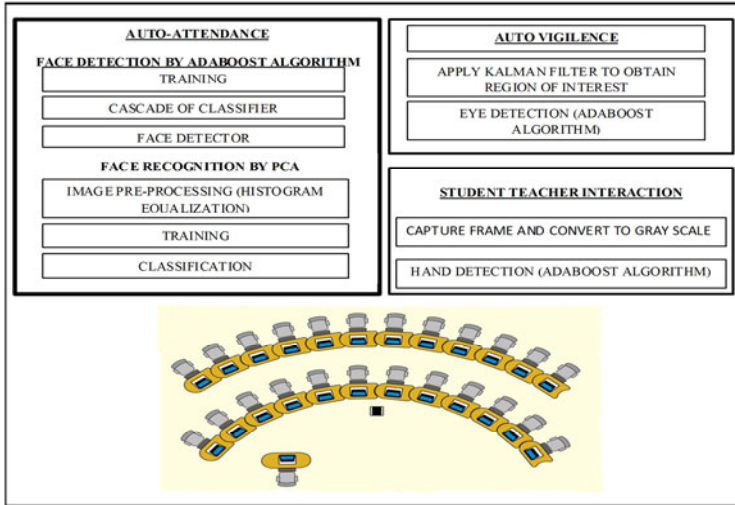 AUTO-ATTENDANCE
FACE DETECTION BY ADABOOST ALGORITHM
TRAINING
CASCADE OF CLASSIFIER
FACE DETECTOR
FACE RECOGNITION BY PCA
IMAGE PRE-PROCESSING (HISTOGRAM
EQUALIZATION)
TRAINING
CLASSIFICATION
AUTO VIGILENCE
APPLY KALMAN FILTER TO OBTAIN
REGION OF INTEREST
EYE DETECTION (ADABOOST
ALGORITHM)
STUDENT TEACHER INTERACTION
CAPTURE FRAME AND CONVERT TO GRAY SCALE
HAND DETECTION (ADABOOST ALGORITHM)